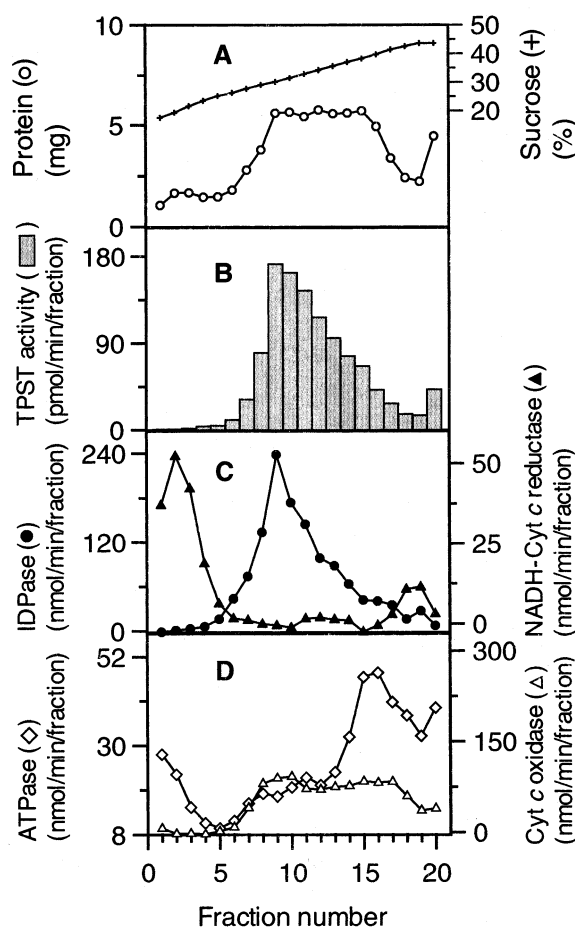 10
5
0
Protein (o)
(mg)
A
50
40
30
20
Sucrose (+)
(%)
180
90
0
TPST activity ( )
(pmol/min/fraction)
B
240
120
0
IDPase (●)
(nmol/min/fraction)
C
50
25
0
NADH-Cyt c reductase (▲)
(nmol/min/fraction)
52
30
8
ATPase (◇)
(nmol/min/fraction)
D
300
150
0
Cyt c oxidase (△)
(nmol/min/fraction)
0 5 10 15 20
Fraction number